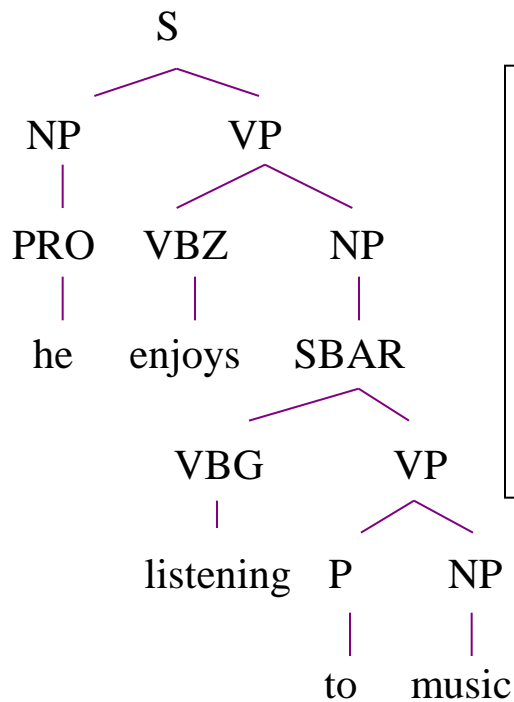 S
NP VP
PRO VBZ NP
he enjoys SBAR
VBG VP
listening P NP
to music